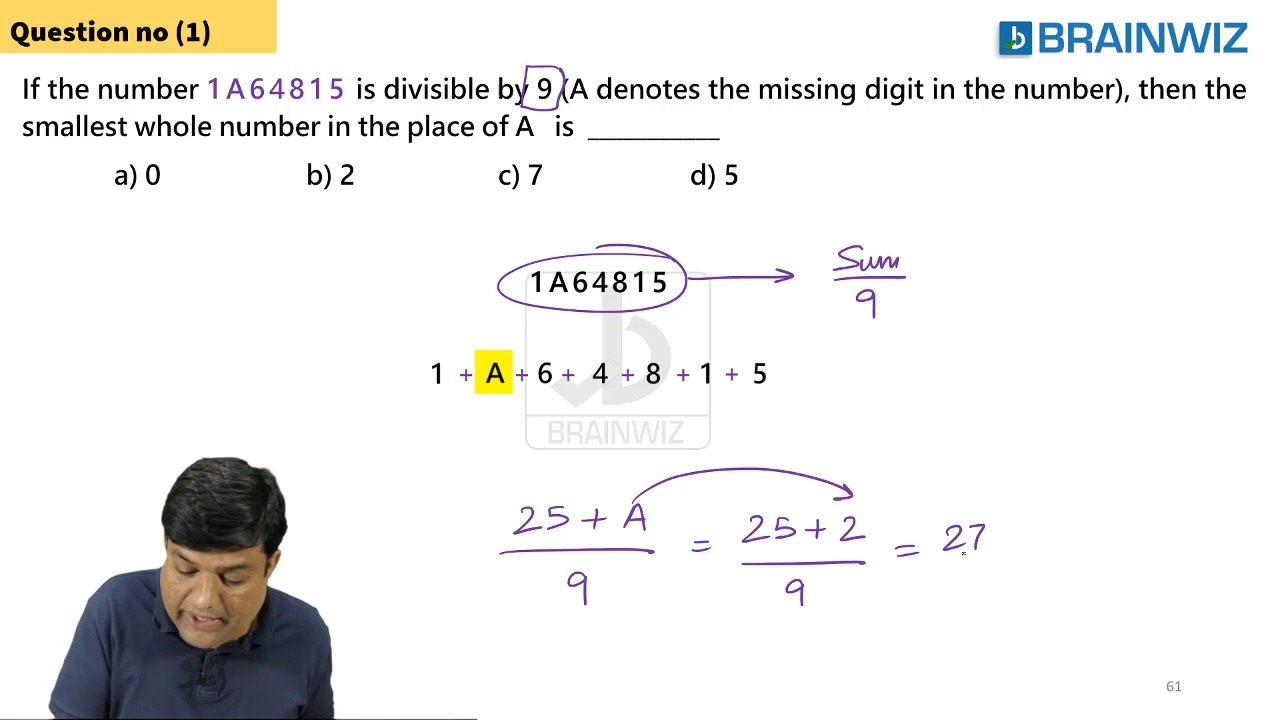 Question no (1)
BRAINWIZ
If the number 1A64815 is divisible by 9 (A denotes the missing digit in the number), then the
smallest whole number in the place of A is ___________
a) 0 b) 2 c) 7 d) 5
1A64815
Sum
9
1 + A + 6 + 4 + 8 + 1 + 5
BRAINWIZ
25 + A = 25 + 2 = 27
9 9
61